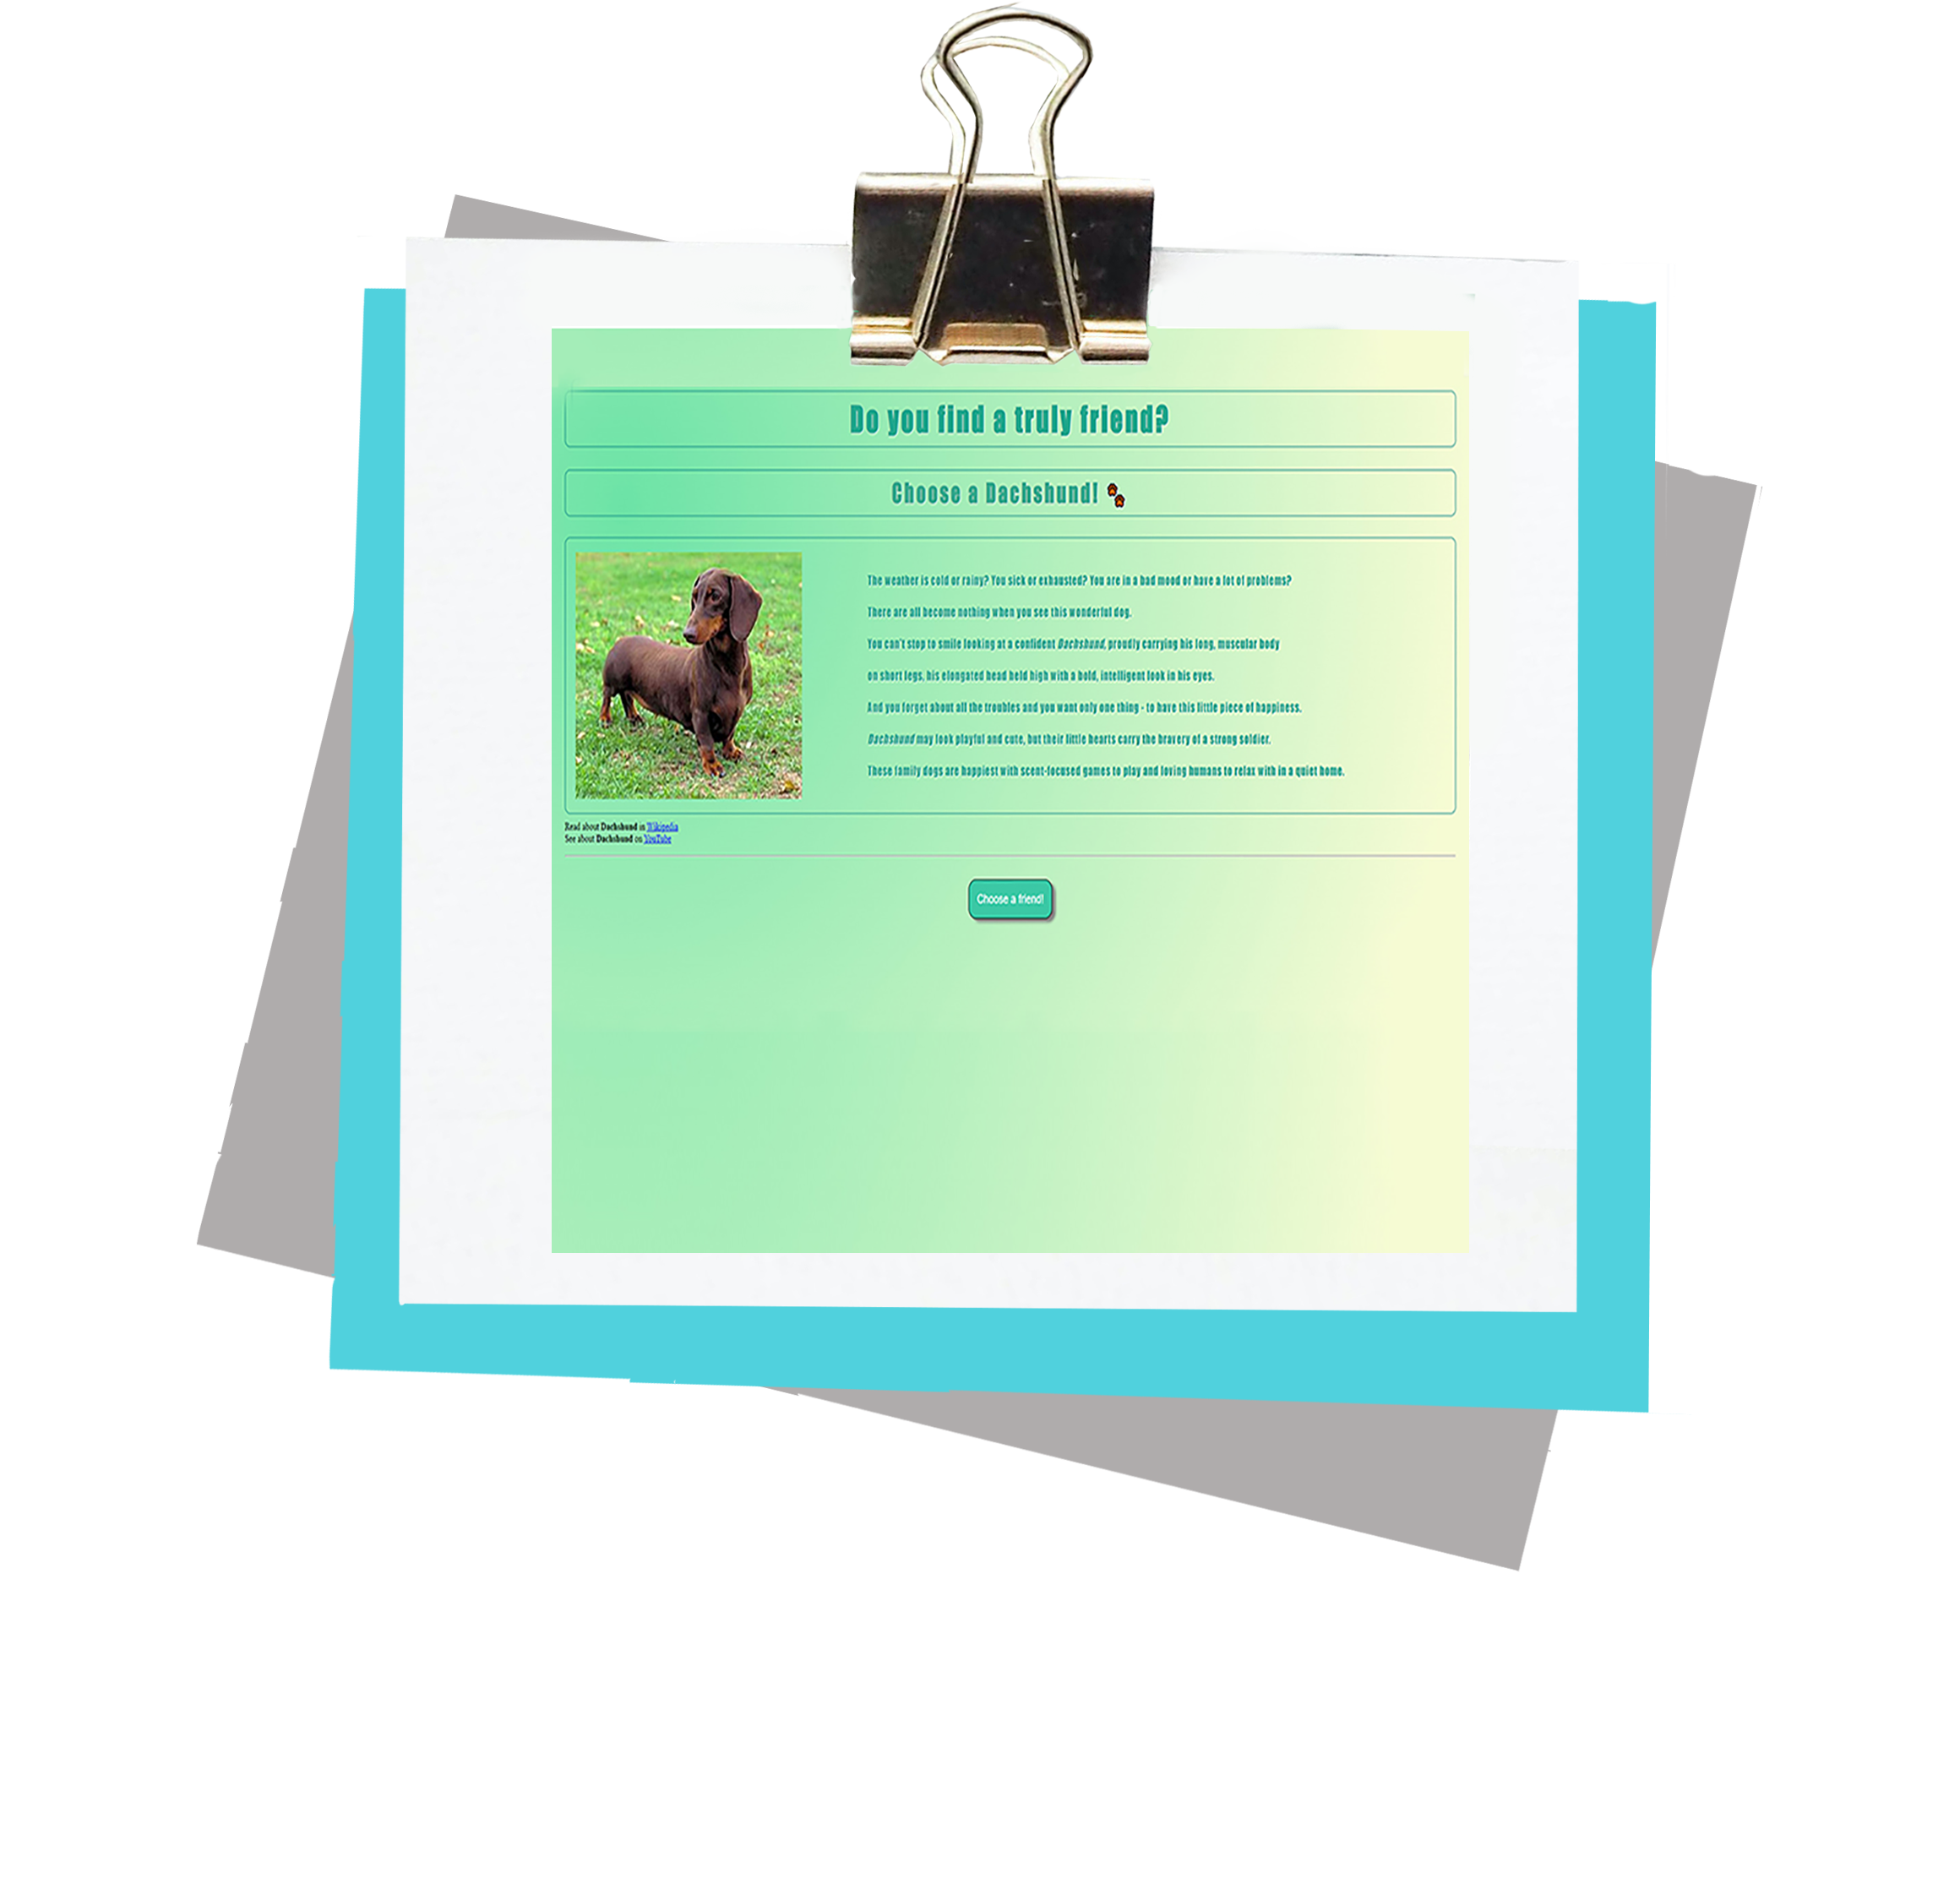 Do you find a truly friend?
Choose a Dachshund!
The weather is cold or rainy? You sick or exhausted? You are in a bad mood or have a lot of problems?
There are all become nothing when you see this wonderful dog.
You can't stop to smile looking at a confident Dachshund, proudly carrying his long, muscular body
on short legs, his elongated head held high with a bold, intelligent look in his eyes.
And you forget about all the troubles and you want only one thing - to have this little piece of happiness.
Dachshund may look playful and cute, but their little hearts carry the bravery of a strong soldier.
These family dogs are happiest with scent-focused games to play and loving humans to relax with in a quiet home.
Read about Dachshund in Wikipedia
See about Dachshund on YouTube
Choose a friend!